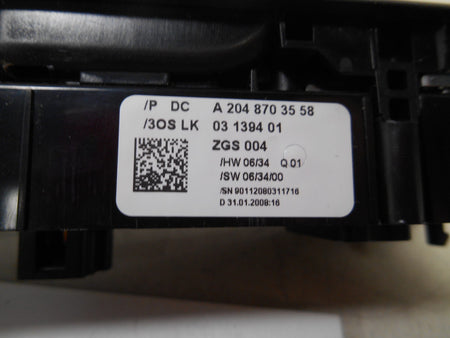 /P DC A 204 870 35 58
/3OS LK 03 1394 01
ZGS 004
/HW 06/34 Q 01
/SW 06/34/00
/SN 90112080311716
D 31.01.2008:16